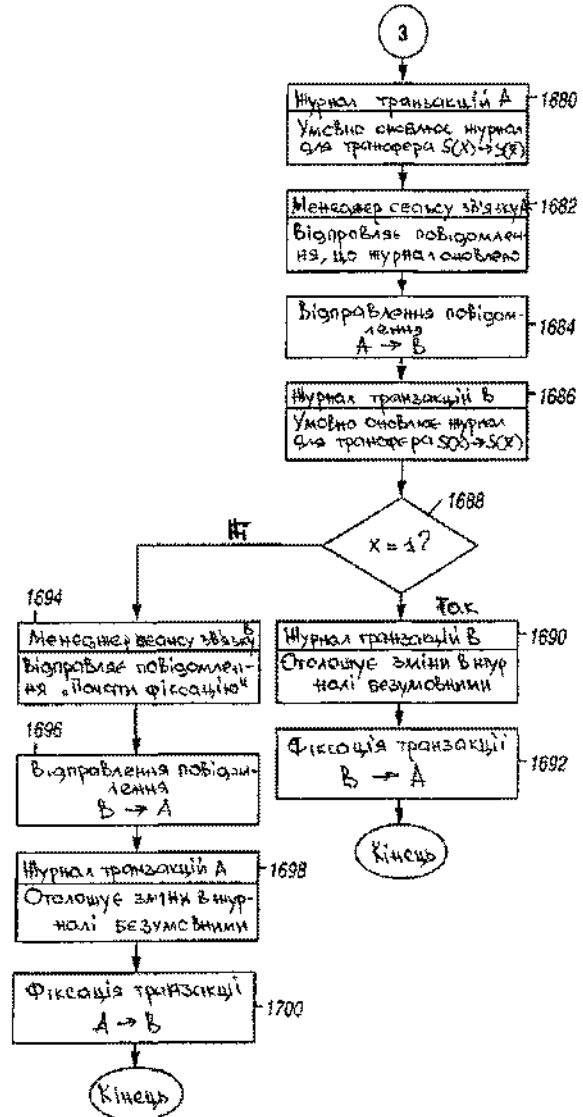 3
Журнал транзакцій A
1680
Умовно оновлює журнал
для трансфера S(X)→S(X)
Менеджер сеансу зв'язку A
1682
Відправляє повідомлен-
ня, що журнал оновлено
Відправлення повідом-
лення
A → B
1684
Журнал транзакцій B
1686
Умовно оновлює журнал
для трансфера S(X)→S(X)
1688
x = 1?
Ні
Так
1694
Менеджер сеансу зв'язку B
Відправляє повідомлен-
ня „Почати фіксацію"
1696
Відправлення повідом-
лення
B → A
Журнал транзакцій A
1698
Оголошує зміни в жур-
налі безумовними
Фіксація транзакції
A → B
1700
Кінець
Журнал транзакцій B
1690
Оголошує зміни в жур
налі безумовними
Фіксація транзакції
B → A
1692
Кінець